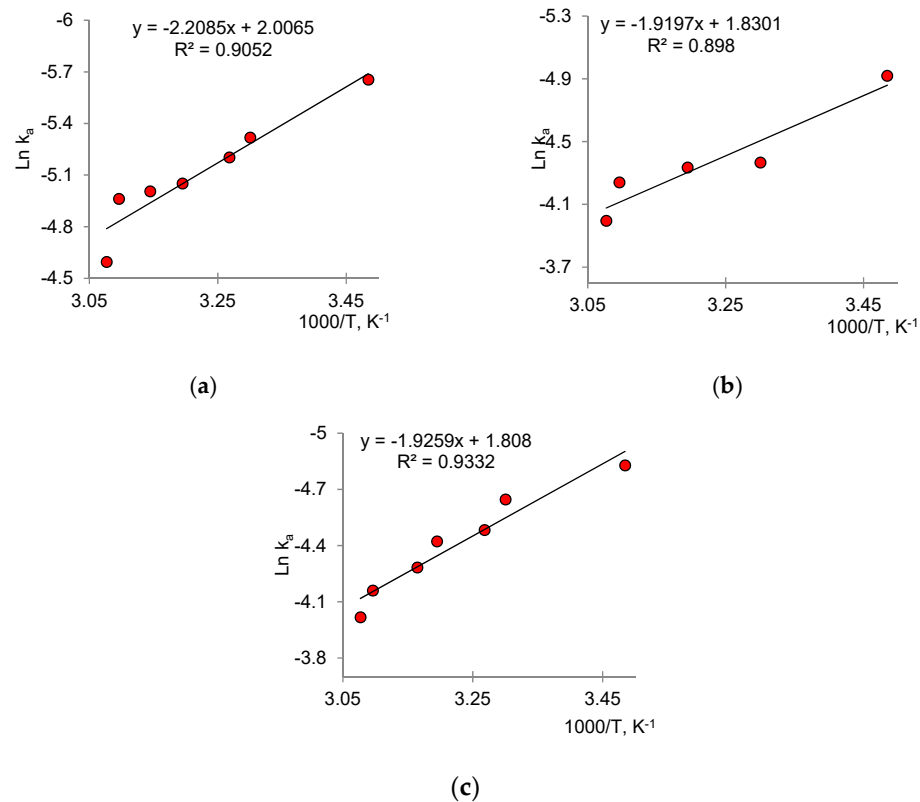 y = -2.2085x + 2.0065
R² = 0.9052
-6
-5.7
-5.4
-5.1
-4.8
-4.5
Ln kₐ
3.05 3.25 3.45
1000/T, K⁻¹
(a)
y = -1.9197x + 1.8301
R² = 0.898
-5.3
-4.9
-4.5
-4.1
-3.7
Ln kₐ
3.05 3.25 3.45
1000/T, K⁻¹
(b)
y = -1.9259x + 1.808
R² = 0.9332
-5
-4.7
-4.4
-4.1
-3.8
Ln kₐ
3.05 3.25 3.45
1000/T, K⁻¹
(c)